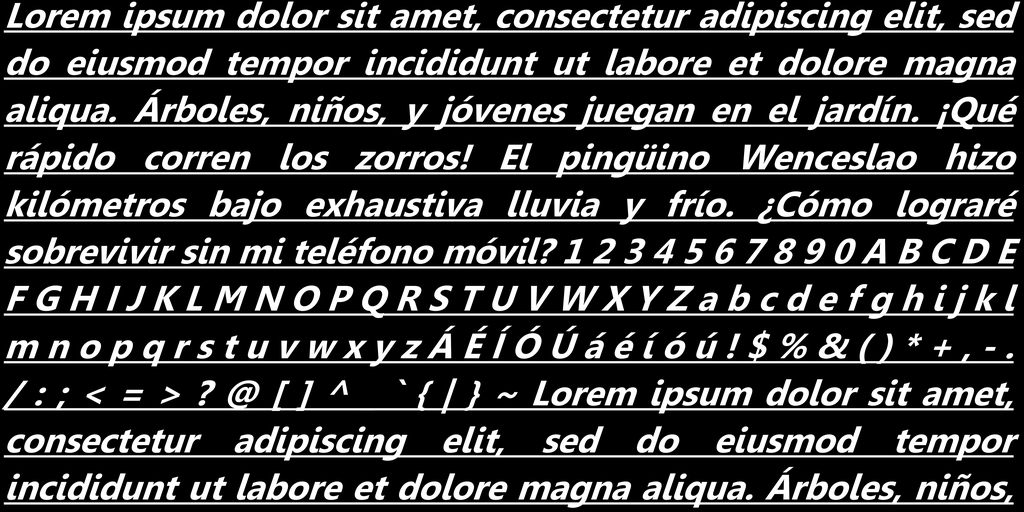 Lorem ipsum dolor sit amet, consectetur adipiscing elit, sed
do eiusmod tempor incididunt ut labore et dolore magna
aliqua. Árboles, niños, y jóvenes juegan en el jardín. ¡Qué
rápido corren los zorros! El pingüino Wenceslao hizo
kilómetros bajo exhaustiva lluvia y frío. ¿Cómo lograré
sobrevivir sin mi teléfono móvil? 1 2 3 4 5 6 7 8 9 0 A B C D E
F G H I J K L M N O P Q R S T U V W X Y Z a b c d e f g h i j k l
m n o p q r s t u v w x y z Á É Í Ó Ú á é í ó ú ! $ % & ( ) * + , - .
/ : ; < = > ? @ [ ] ^ ` { | } ~ Lorem ipsum dolor sit amet,
consectetur adipiscing elit, sed do eiusmod tempor
incididunt ut labore et dolore magna aliqua. Árboles, niños,